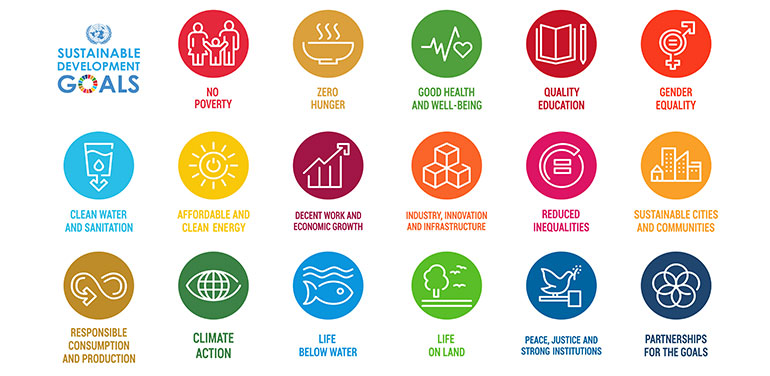 SUSTAINABLE
DEVELOPMENT
GOALS
NO
POVERTY
ZERO
HUNGER
GOOD HEALTH
AND WELL-BEING
QUALITY
EDUCATION
GENDER
EQUALITY
CLEAN WATER
AND SANITATION
AFFORDABLE AND
CLEAN ENERGY
DECENT WORK AND
ECONOMIC GROWTH
INDUSTRY, INNOVATION
AND INFRASTRUCTURE
REDUCED
INEQUALITIES
SUSTAINABLE CITIES
AND COMMUNITIES
RESPONSIBLE
CONSUMPTION
AND PRODUCTION
CLIMATE
ACTION
LIFE
BELOW WATER
LIFE
ON LAND
PEACE, JUSTICE AND
STRONG INSTITUTIONS
PARTNERSHIPS
FOR THE GOALS